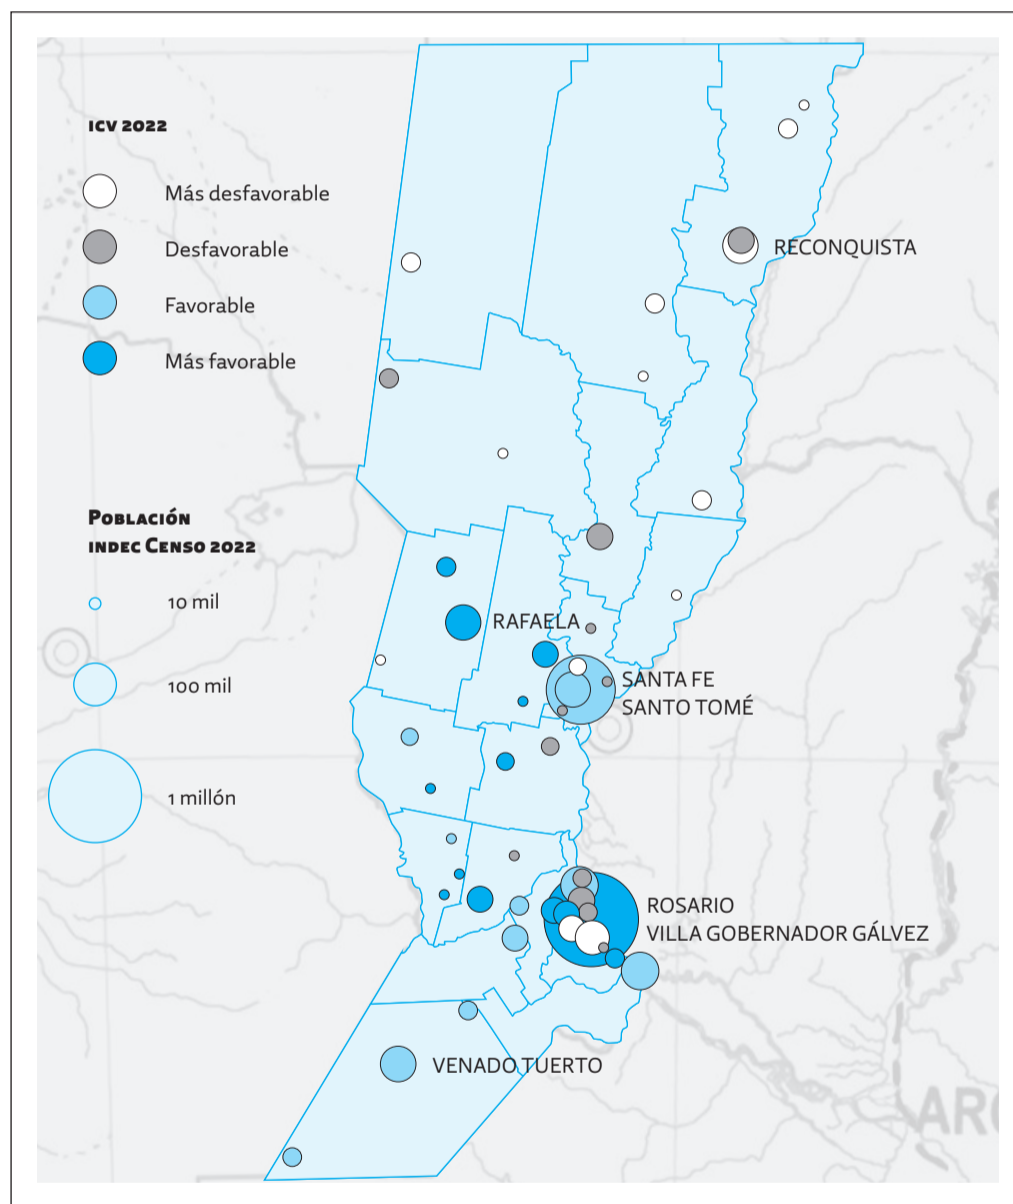 ICV 2022
Más desfavorable
Desfavorable
Favorable
Más favorable
Población
indec Censo 2022
10 mil
100 mil
1 millón
RECONQUISTA
RAFAELA
SANTA FE
SANTO TOMÉ
ROSARIO
VILLA GOBERNADOR GÁLVEZ
VENADO TUERTO